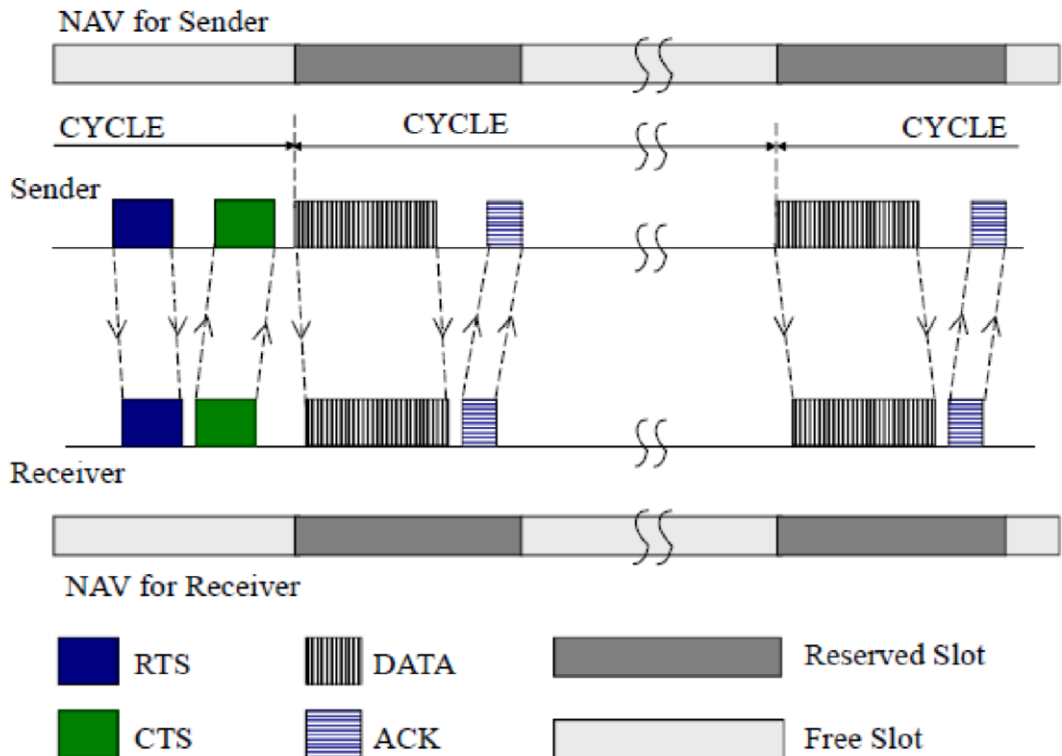 NAV for Sender
CYCLE CYCLE CYCLE
Sender
Receiver
NAV for Receiver
RTS DATA Reserved Slot
CTS ACK Free Slot